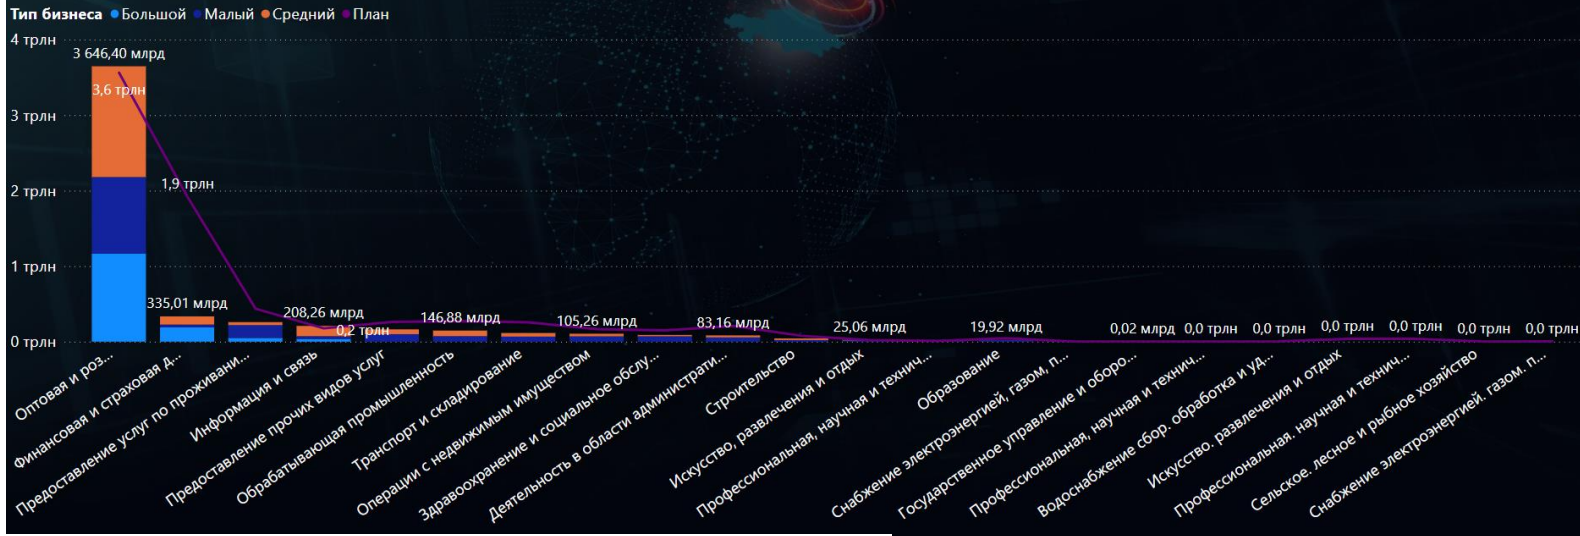 Тип бизнеса Большой Малый Средний План
4 трлн
3 646,40 млрд
3,6 трлн
3 трлн
1,9 трлн
2 трлн
1 трлн
335,01 млрд
208,26 млрд
0,2 трлн
146,88 млрд
105,26 млрд
83,16 млрд
25,06 млрд
19,92 млрд
0,02 млрд
0,0 трлн
0,0 трлн
0,0 трлн
0,0 трлн
0,0 трлн
0,0 трлн
0 трлн
Оптовая и роз...
Финансовая и страховая д...
Предоставление услуг по проживани...
Информация и связь
Предоставление прочих видов услуг
Обрабатывающая промышленность
Транспорт и складирование
Операции с недвижимым имуществом
Здравоохранение и социальное обслу...
Деятельность в области администрати...
Строительство
Искусство, развлечения и отдых
Профессиональная, научная и технич...
Образование
Снабжение электроэнергией, газом, п...
Государственное управление и оборо...
Профессиональная, научная и технич...
Водоснабжение сбор. обработка и уд...
Искусство. развлечения и отдых
Профессиональная. научная и технич...
Сельское. лесное и рыбное хозяйство
Снабжение электроэнергией. газом. п...